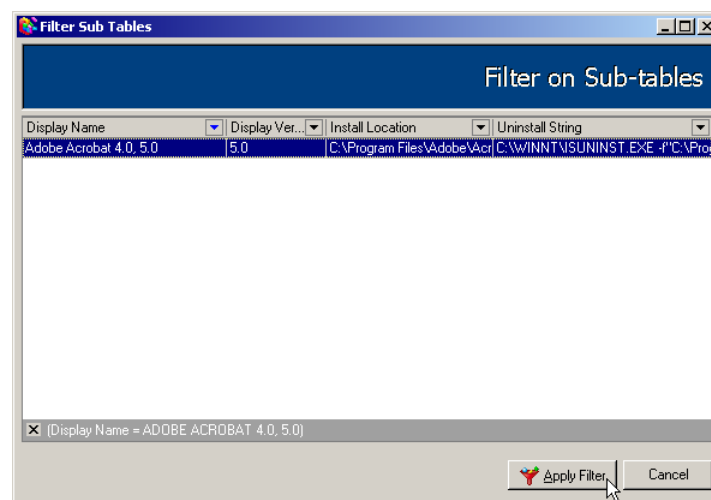 Filter Sub Tables
Filter on Sub-tables
Display Name Display Ver... Install Location Uninstall String
Adobe Acrobat 4.0, 5.0 5.0 C:\Program Files\Adobe\Acr C:\WINNT\ISUNINST.EXE -f"C:\Prog
(Display Name = ADOBE ACROBAT 4.0, 5.0)
Apply Filter Cancel